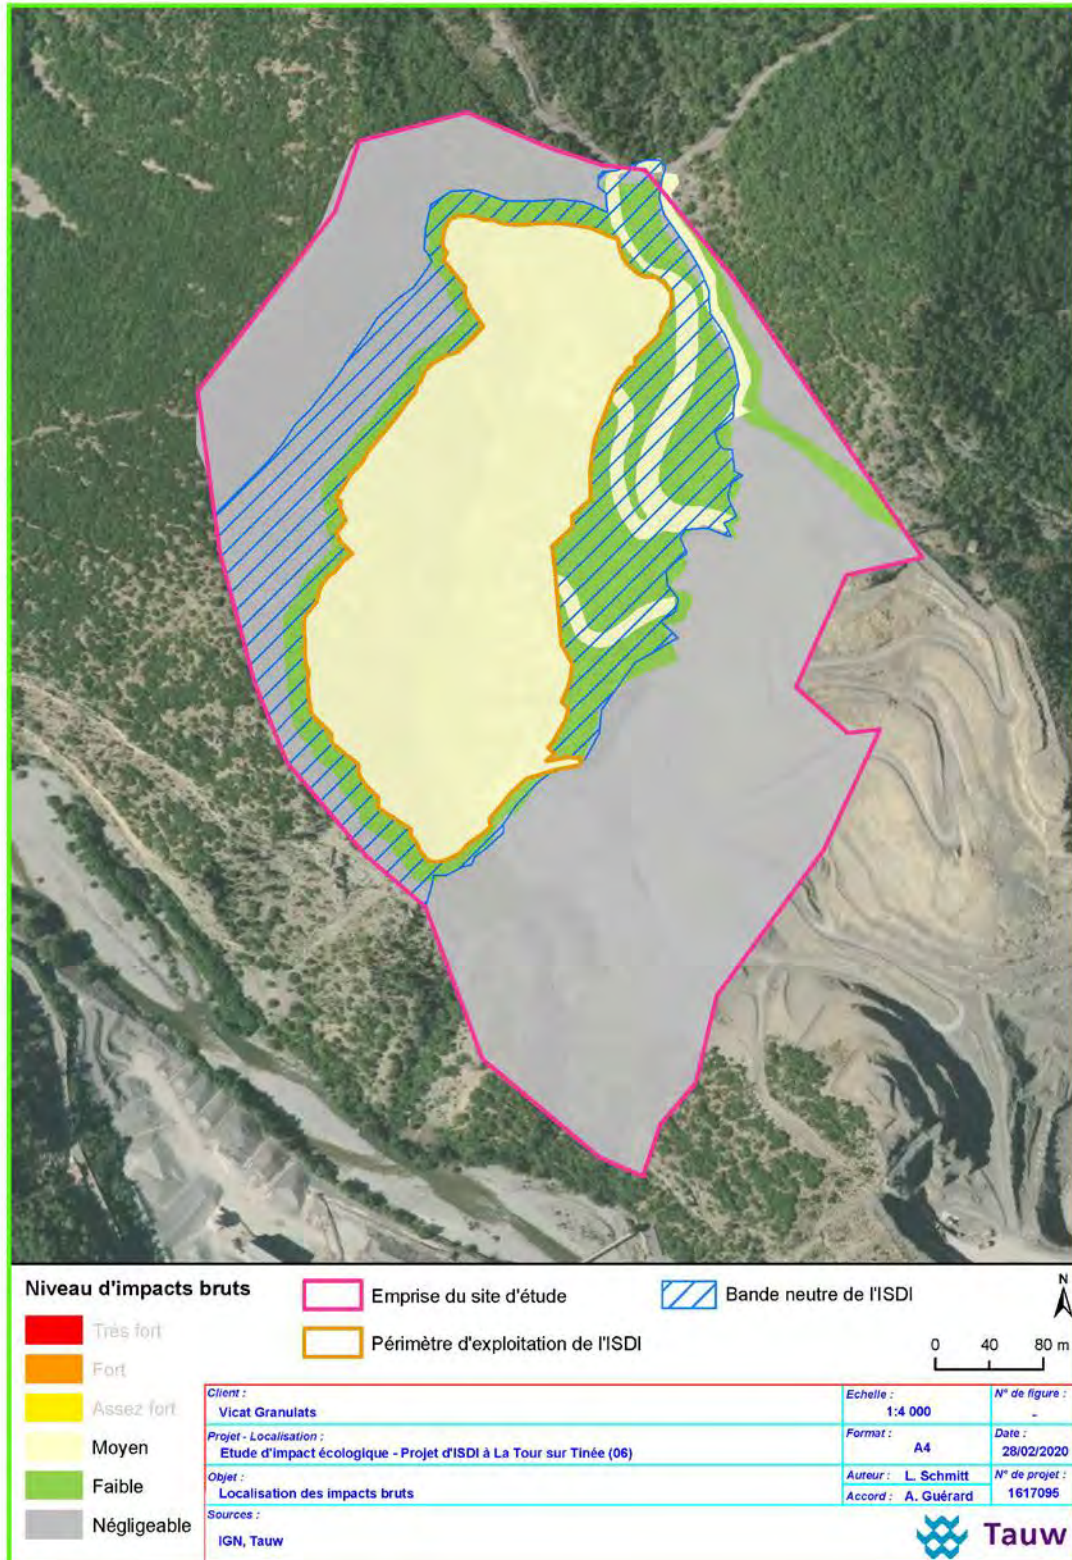 Niveau d'impacts bruts
Très fort
Fort
Assez fort
Moyen
Faible
Négligeable
Emprise du site d'étude
Périmètre d'exploitation de l'ISDI
Bande neutre de l'ISDI
N
0 40 80 m
Client :
Vicat Granulats
Echelle :
1:4 000
N° de figure :
-
Projet - Localisation :
Etude d'impact écologique - Projet d'ISDI à La Tour sur Tinée (06)
Format :
A4
Date :
28/02/2020
Objet :
Localisation des impacts bruts
Auteur : L. Schmitt
Accord : A. Guérard
N° de projet :
1617095
Sources :
IGN, Tauw
Tauw